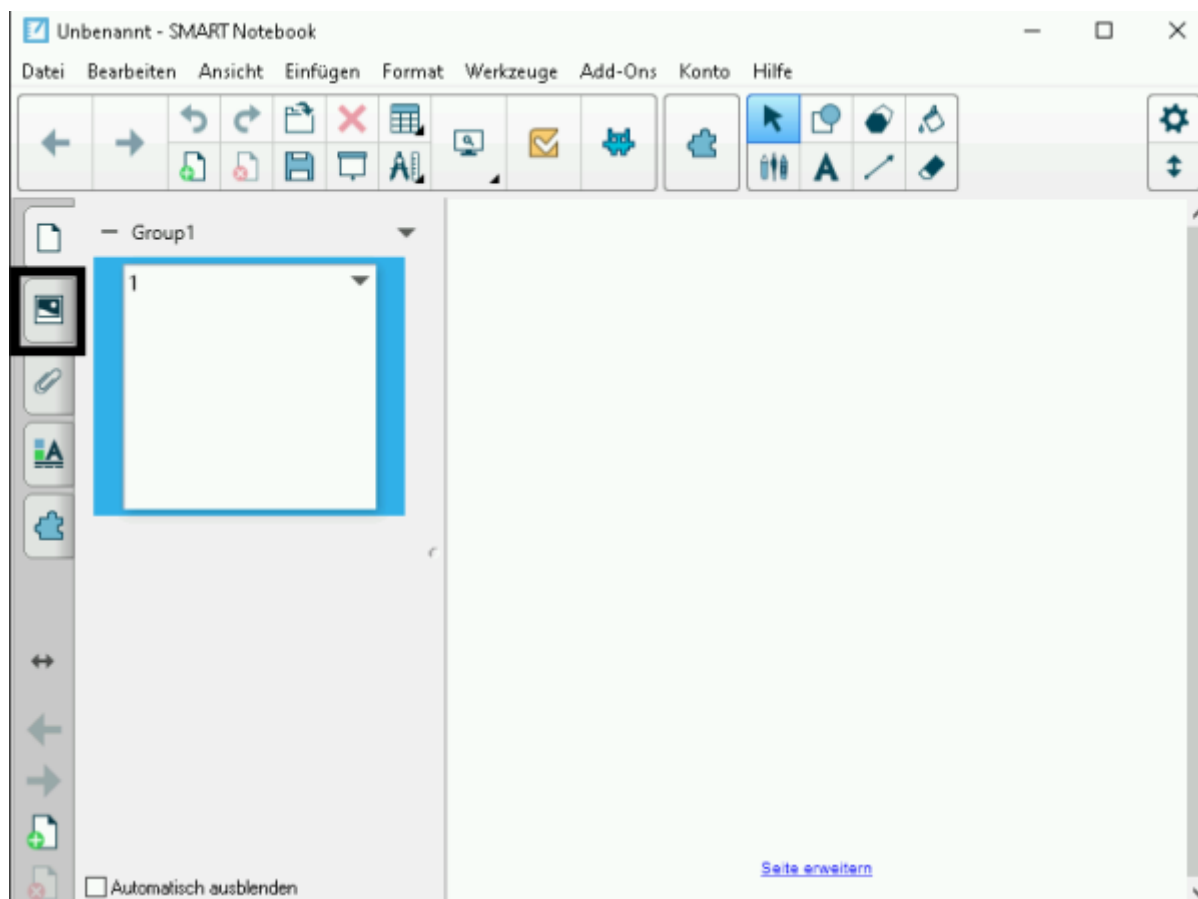 Unbenannt - SMART Notebook
Datei Bearbeiten Ansicht Einfügen Format Werkzeuge Add-Ons Konto Hilfe
Group1
1
Seite erweitern
Automatisch ausblenden